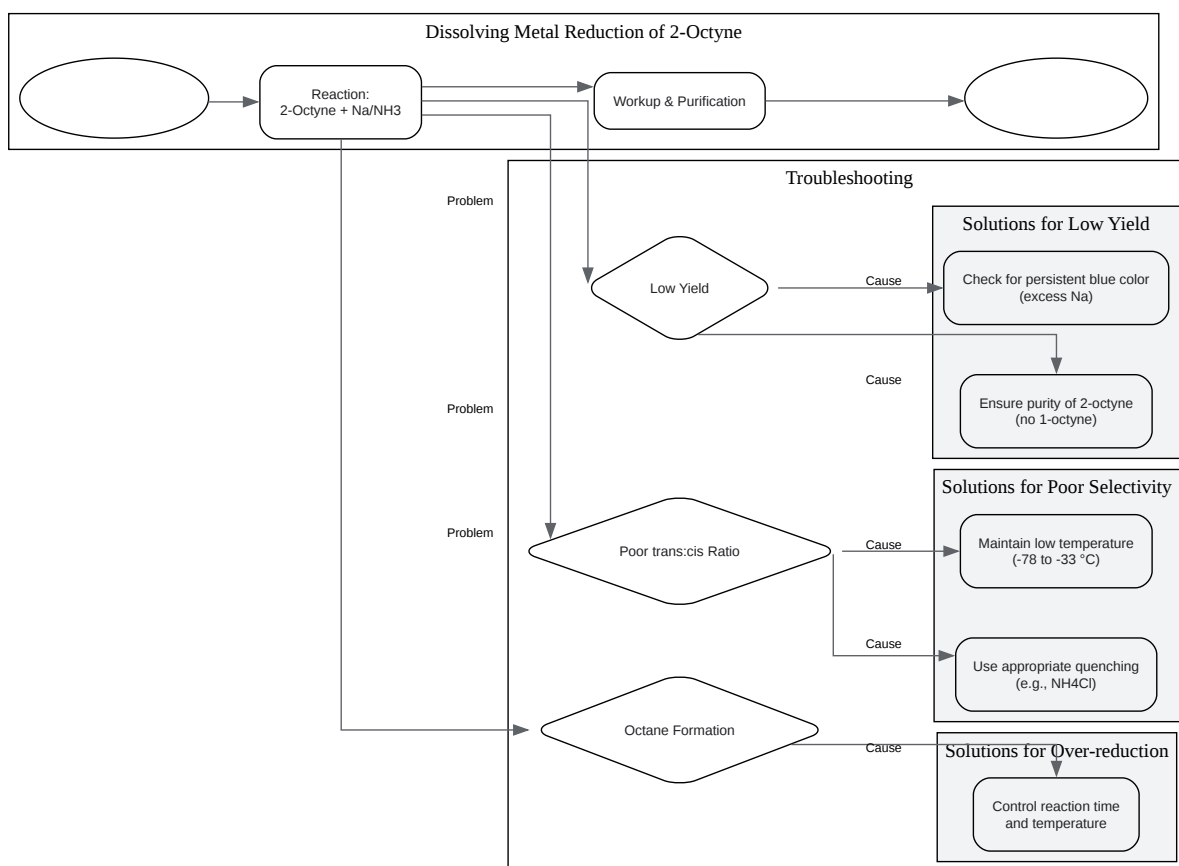 Dissolving Metal Reduction of 2-Octyne
Reaction:
2-Octyne + Na/NH3
Workup & Purification
Troubleshooting
Problem
Solutions for Low Yield
Low Yield
Cause
Check for persistent blue color
(excess Na)
Cause
Ensure purity of 2-octyne
(no 1-octyne)
Problem
Solutions for Poor Selectivity
Problem
Poor trans:cis Ratio
Cause
Maintain low temperature
(-78 to -33 °C)
Cause
Use appropriate quenching
(e.g., NH4Cl)
Octane Formation
Cause
Solutions for Over-reduction
Control reaction time
and temperature